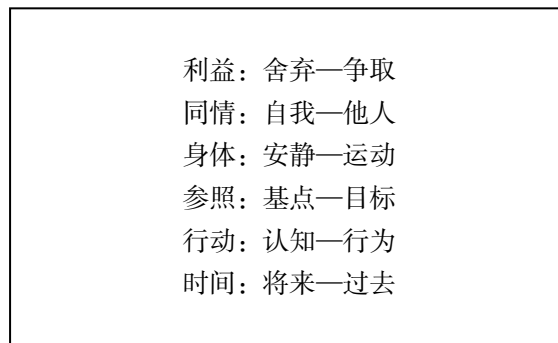 利益：舍弃—争取
同情：自我—他人
身体：安静—运动
参照：基点—目标
行动：认知—行为
时间：将来—过去